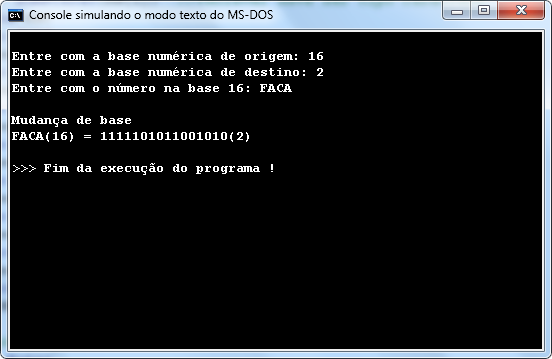 Console simulando o modo texto do MS-DOS
Entre com a base numérica de origem: 16
Entre com a base numérica de destino: 2
Entre com o número na base 16: FACA
Mudança de base
FACA(16) = 1111101011001010(2)
>>> Fim da execução do programa !